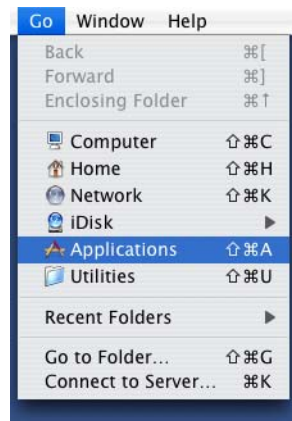 Go Window Help
Back ⌘[
Forward ⌘]
Enclosing Folder ⌘↑
Computer ⇧⌘C
Home ⇧⌘H
Network ⇧⌘K
iDisk
Applications ⇧⌘A
Utilities ⇧⌘U
Recent Folders
Go to Folder... ⇧⌘G
Connect to Server... ⌘K